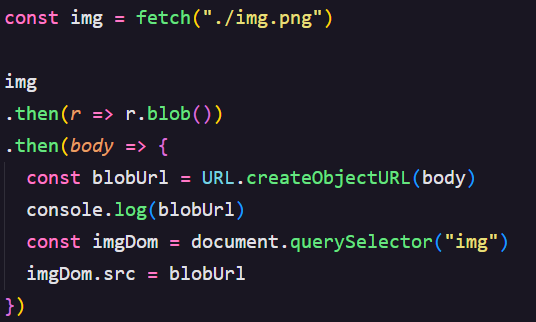 const img = fetch("./img.png")
img
.then(r => r.blob())
.then(body => {
  const blobUrl = URL.createObjectURL(body)
  console.log(blobUrl)
  const imgDom = document.querySelector("img")
  imgDom.src = blobUrl
})